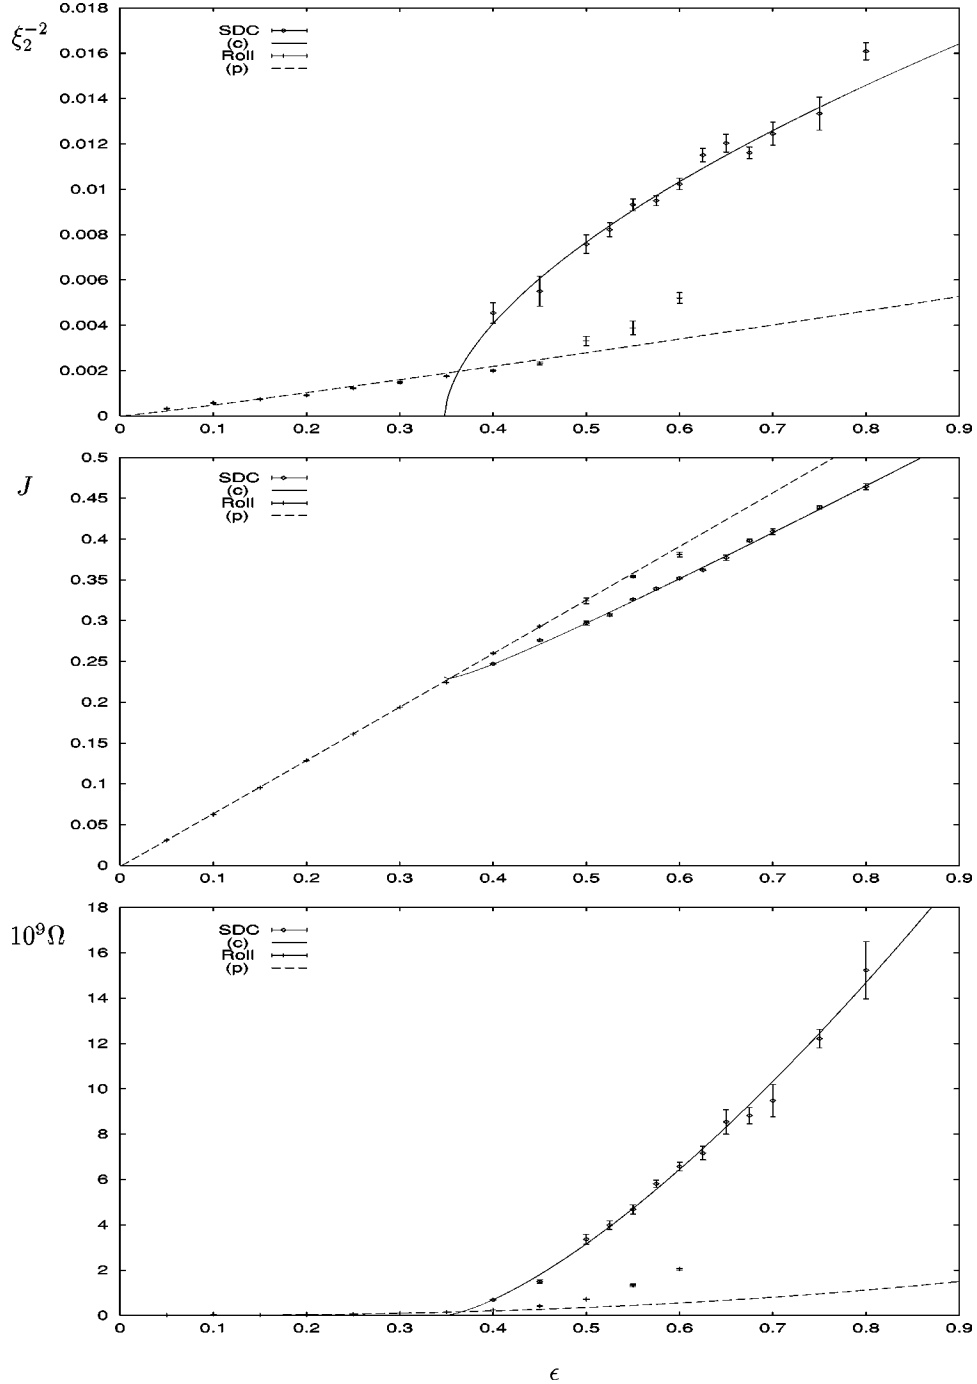 ξ₂⁻²
0.018
0.016
0.014
0.012
0.01
0.008
0.006
0.004
0.002
0
SDC
(c)
Roll
(p)
0 0.1 0.2 0.3 0.4 0.5 0.6 0.7 0.8 0.9
J
0.5
0.45
0.4
0.35
0.3
0.25
0.2
0.15
0.1
0.05
0
SDC
(c)
Roll
(p)
0 0.1 0.2 0.3 0.4 0.5 0.6 0.7 0.8 0.9
10⁹Ω
18
16
14
12
10
8
6
4
2
0
SDC
(c)
Roll
(p)
0 0.1 0.2 0.3 0.4 0.5 0.6 0.7 0.8 0.9
ϵ